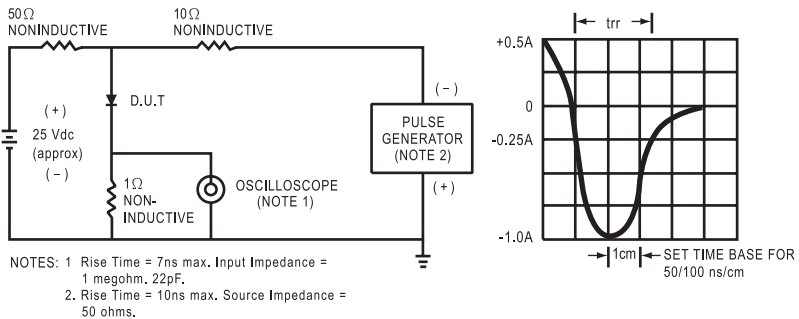 50Ω
NONINDUCTIVE
10Ω
NONINDUCTIVE
(+)
25 Vdc
(approx)
(−)
D.U.T
1Ω
NON-
INDUCTIVE
OSCILLOSCOPE
(NOTE 1)
(−)
PULSE
GENERATOR
(NOTE 2)
(+)
trr
+0.5A
0
-0.25A
-1.0A
1cm
SET TIME BASE FOR
50/100 ns/cm
NOTES: 1 Rise Time = 7ns max. Input Impedance =
1 megohm. 22pF.
2. Rise Time = 10ns max. Source Impedance =
50 ohms.